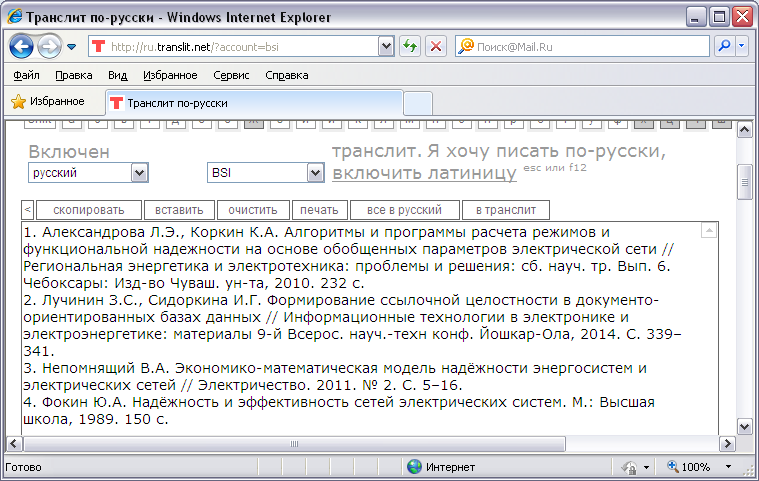 Транслит по-русски - Windows Internet Explorer
http://ru.translit.net/?account=bsi
Поиск@Mail.Ru
Файл Правка Вид Избранное Сервис Справка
Избранное
Транслит по-русски
Включен
русский
BSI
транслит. Я хочу писать по-русски,
включить латиницу esc или f12
< скопировать вставить очистить печать все в русский в транслит
1. Александрова Л.Э., Коркин К.А. Алгоритмы и программы расчета режимов и
функциональной надежности на основе обобщенных параметров электрической сети //
Региональная энергетика и электротехника: проблемы и решения: сб. науч. тр. Вып. 6.
Чебоксары: Изд-во Чуваш. ун-та, 2010. 232 с.
2. Лучинин З.С., Сидоркина И.Г. Формирование ссылочной целостности в документо-
ориентированных базах данных // Информационные технологии в электронике и
электроэнергетике: материалы 9-й Всерос. науч.-техн конф. Йошкар-Ола, 2014. С. 339–
341.
3. Непомнящий В.А. Экономико-математическая модель надёжности энергосистем и
электрических сетей // Электричество. 2011. № 2. С. 5–16.
4. Фокин Ю.А. Надёжность и эффективность сетей электрических систем. М.: Высшая
школа, 1989. 150 с.
Готово
Интернет
100%